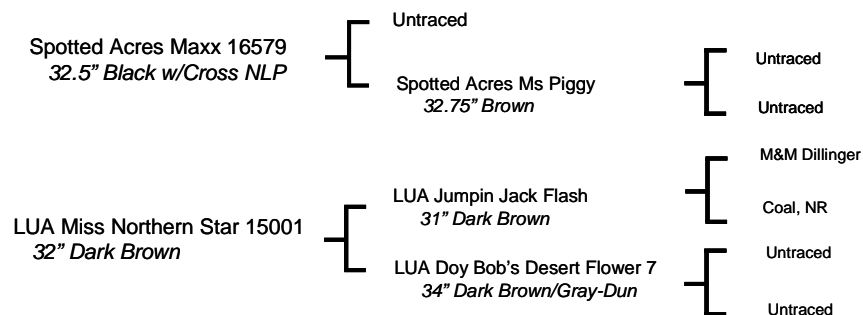 Untraced
Spotted Acres Maxx 16579
32.5” Black w/Cross NLP
Untraced
Spotted Acres Ms Piggy
32.75” Brown
Untraced
M&M Dillinger
LUA Jumpin Jack Flash
31” Dark Brown
Coal, NR
LUA Miss Northern Star 15001
32” Dark Brown
Untraced
LUA Doy Bob’s Desert Flower 7
34” Dark Brown/Gray-Dun
Untraced